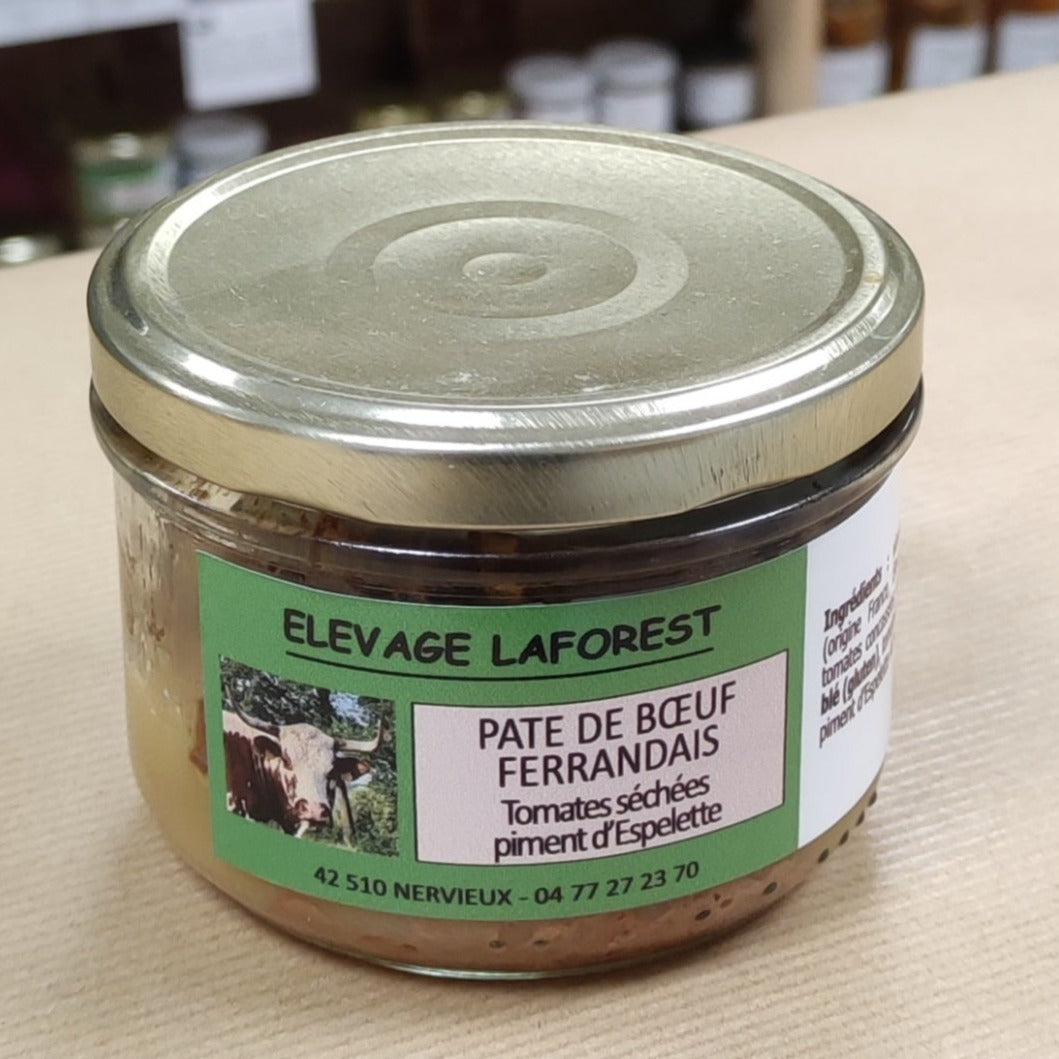 ELEVAGE LAFOREST
PATE DE BŒUF
FERRANDAIS
Tomates séchées
piment d'Espelette
42 510 NERVIEUX - 04 77 27 23 70
Ingrédients :
(origine
tomates
blé (gluten),
piment